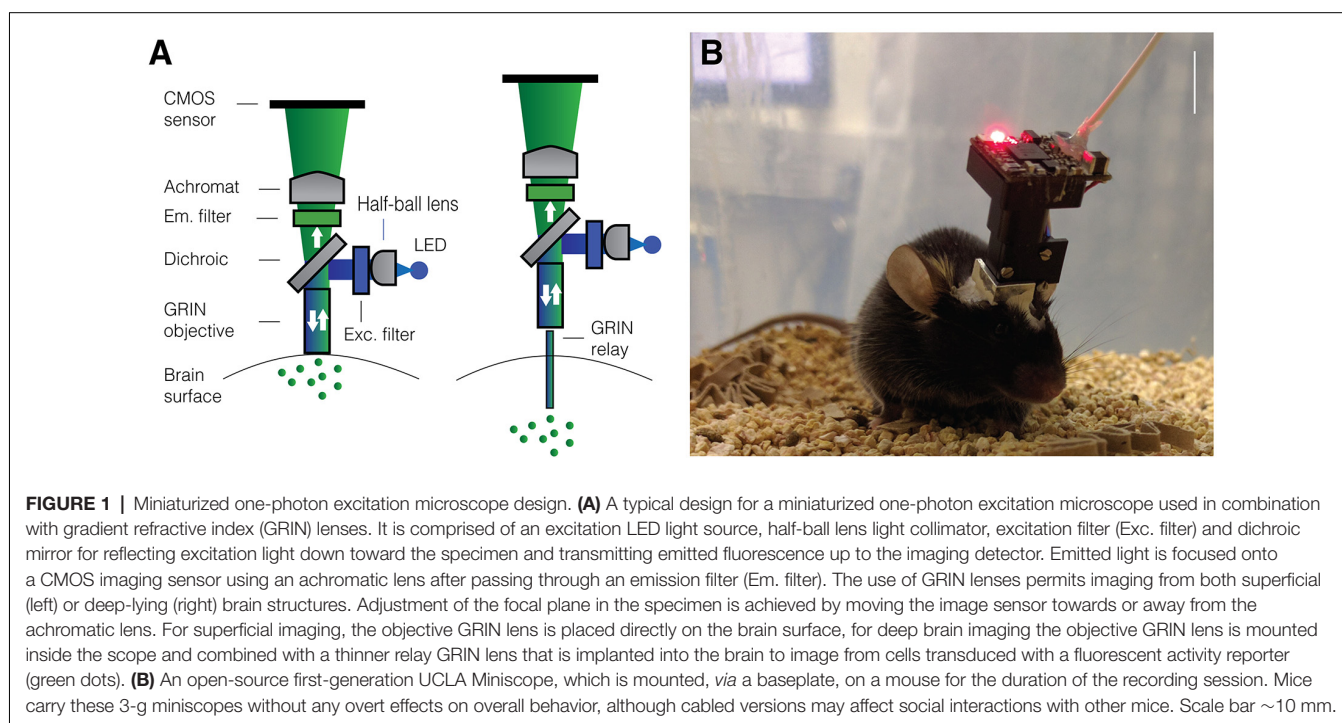 A
CMOS
sensor
Achromat
Em. filter
Half-ball lens
LED
Dichroic
GRIN
objective
Exc. filter
GRIN
relay
Brain
surface
B
FIGURE 1 | Miniaturized one-photon excitation microscope design. (A) A typical design for a miniaturized one-photon excitation microscope used in combination
with gradient refractive index (GRIN) lenses. It is comprised of an excitation LED light source, half-ball lens light collimator, excitation filter (Exc. filter) and dichroic
mirror for reflecting excitation light down toward the specimen and transmitting emitted fluorescence up to the imaging detector. Emitted light is focused onto
a CMOS imaging sensor using an achromatic lens after passing through an emission filter (Em. filter). The use of GRIN lenses permits imaging from both superficial
(left) or deep-lying (right) brain structures. Adjustment of the focal plane in the specimen is achieved by moving the image sensor towards or away from the
achromatic lens. For superficial imaging, the objective GRIN lens is placed directly on the brain surface, for deep brain imaging the objective GRIN lens is mounted
inside the scope and combined with a thinner relay GRIN lens that is implanted into the brain to image from cells transduced with a fluorescent activity reporter
(green dots). (B) An open-source first-generation UCLA Miniscope, which is mounted, via a baseplate, on a mouse for the duration of the recording session. Mice
carry these 3-g miniscopes without any overt effects on overall behavior, although cabled versions may affect social interactions with other mice. Scale bar ~10 mm.